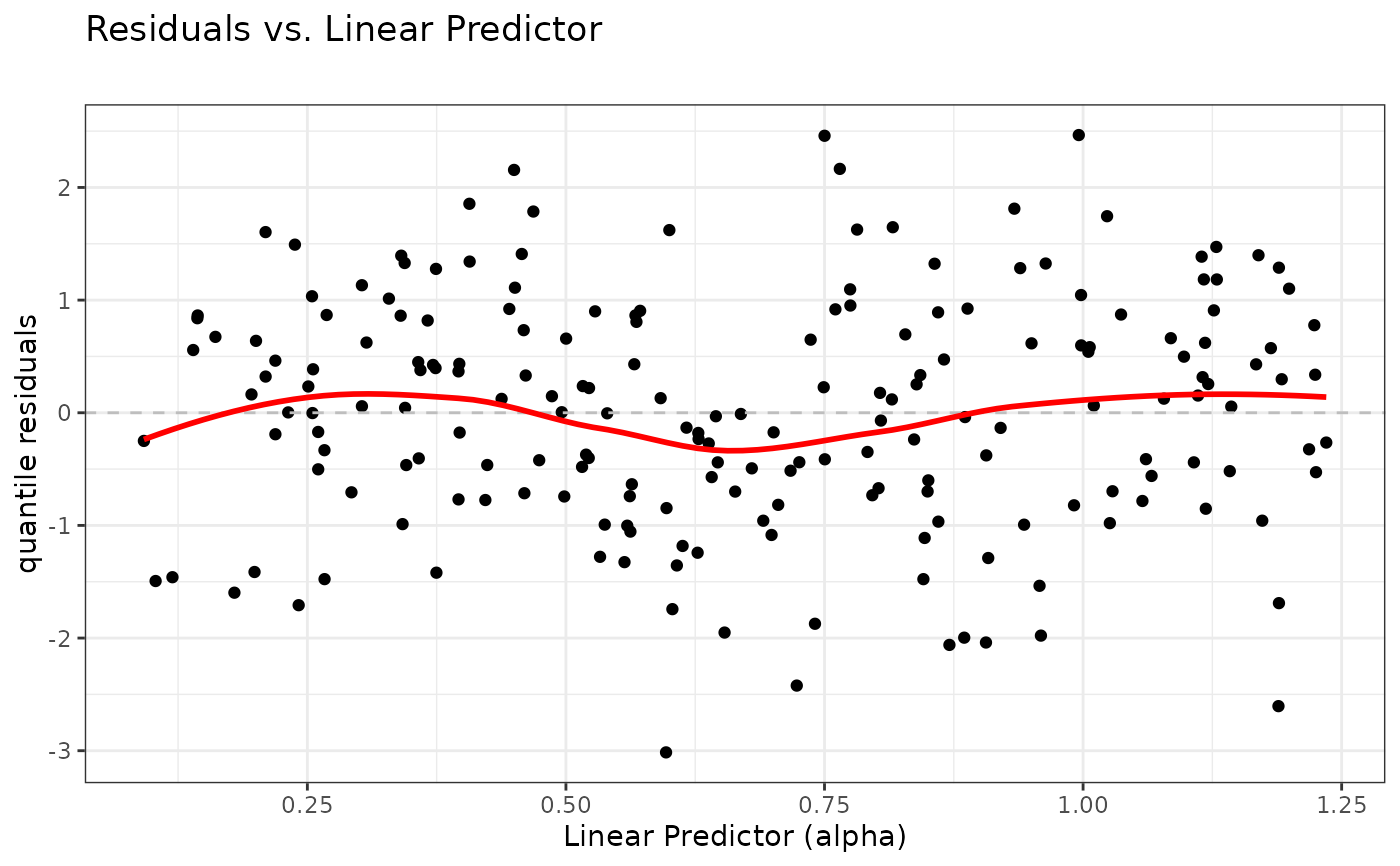 Residuals vs. Linear Predictor
quantile residuals
2
1
0
-1
-2
-3
0.25 0.50 0.75 1.00 1.25
Linear Predictor (alpha)